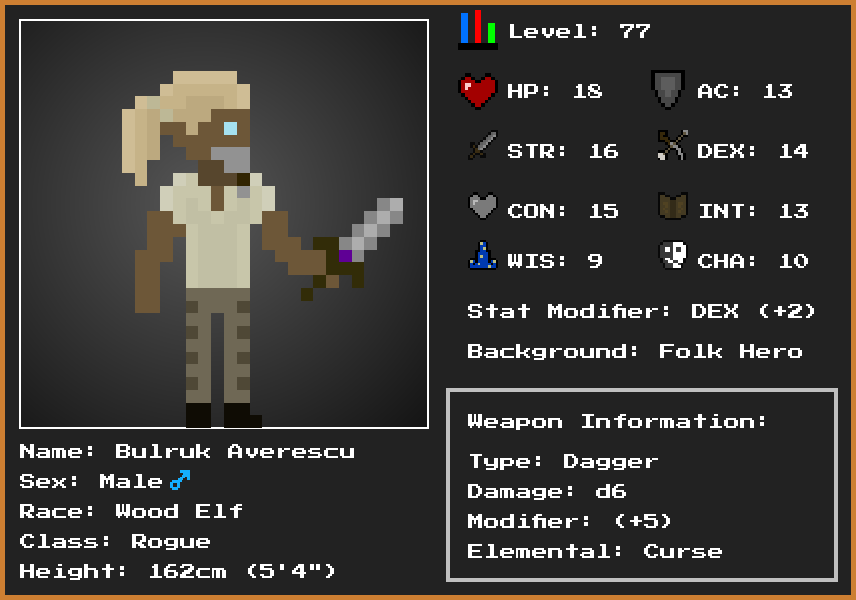 Level: 77
HP: 18
AC: 13
STR: 16
DEX: 14
CON: 15
INT: 13
WIS: 9
CHA: 10
Stat Modifier: DEX (+2)
Background: Folk Hero
Weapon Information:
Type: Dagger
Damage: d6
Modifier: (+5)
Elemental: Curse
Name: Bulruk Averescu
Sex: Male♂
Race: Wood Elf
Class: Rogue
Height: 162cm (5'4")